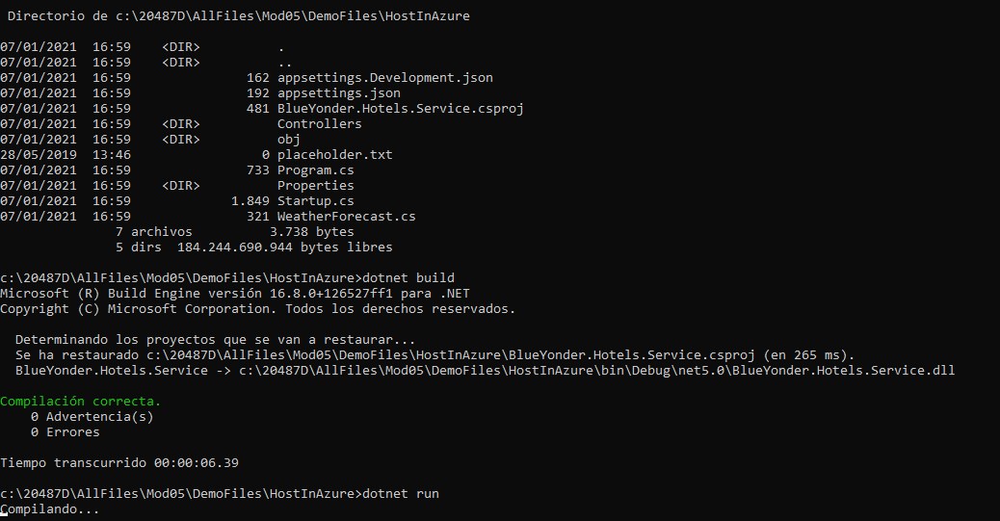 Directorio de c:\20487D\AllFiles\Mod05\DemoFiles\HostInAzure
07/01/2021  16:59    <DIR>          .
07/01/2021  16:59    <DIR>          ..
07/01/2021  16:59               162 appsettings.Development.json
07/01/2021  16:59               192 appsettings.json
07/01/2021  16:59               481 BlueYonder.Hotels.Service.csproj
07/01/2021  16:59    <DIR>          Controllers
07/01/2021  16:59    <DIR>          obj
28/05/2019  13:46                 0 placeholder.txt
07/01/2021  16:59               733 Program.cs
07/01/2021  16:59    <DIR>          Properties
07/01/2021  16:59             1.849 Startup.cs
07/01/2021  16:59               321 WeatherForecast.cs
7 archivos          3.738 bytes
5 dirs  184.244.690.944 bytes libres
c:\20487D\AllFiles\Mod05\DemoFiles\HostInAzure>dotnet build
Microsoft (R) Build Engine versión 16.8.0+126527ff1 para .NET
Copyright (C) Microsoft Corporation. Todos los derechos reservados.
Determinando los proyectos que se van a restaurar...
Se ha restaurado c:\20487D\AllFiles\Mod05\DemoFiles\HostInAzure\BlueYonder.Hotels.Service.csproj (en 265 ms).
BlueYonder.Hotels.Service -> c:\20487D\AllFiles\Mod05\DemoFiles\HostInAzure\bin\Debug\net5.0\BlueYonder.Hotels.Service.dll
Compilación correcta.
0 Advertencia(s)
0 Errores
Tiempo transcurrido 00:00:06.39
c:\20487D\AllFiles\Mod05\DemoFiles\HostInAzure>dotnet run
Compilando...